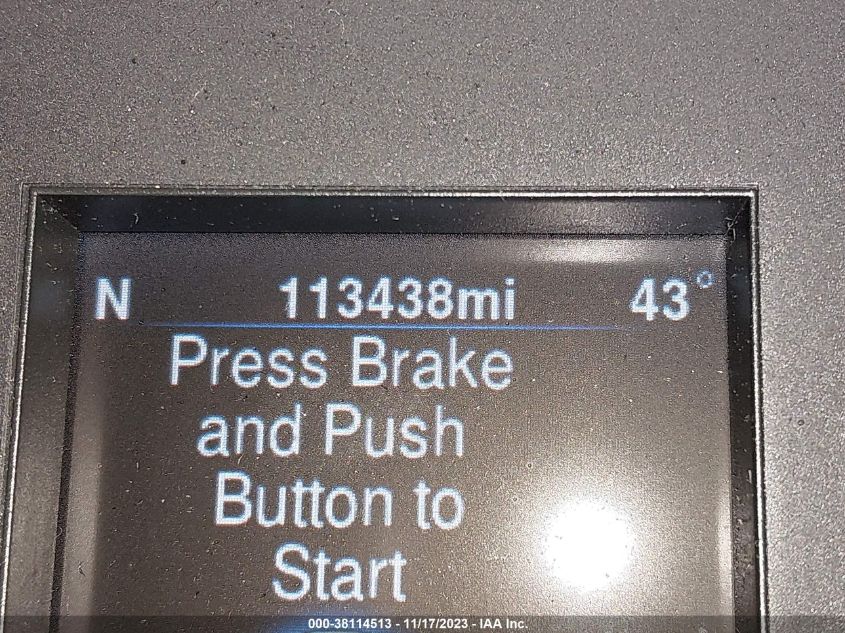 N 113438mi 43°
Press Brake
and Push
Button to
Start
000-38114513 - 11/17/2023 - IAA Inc.